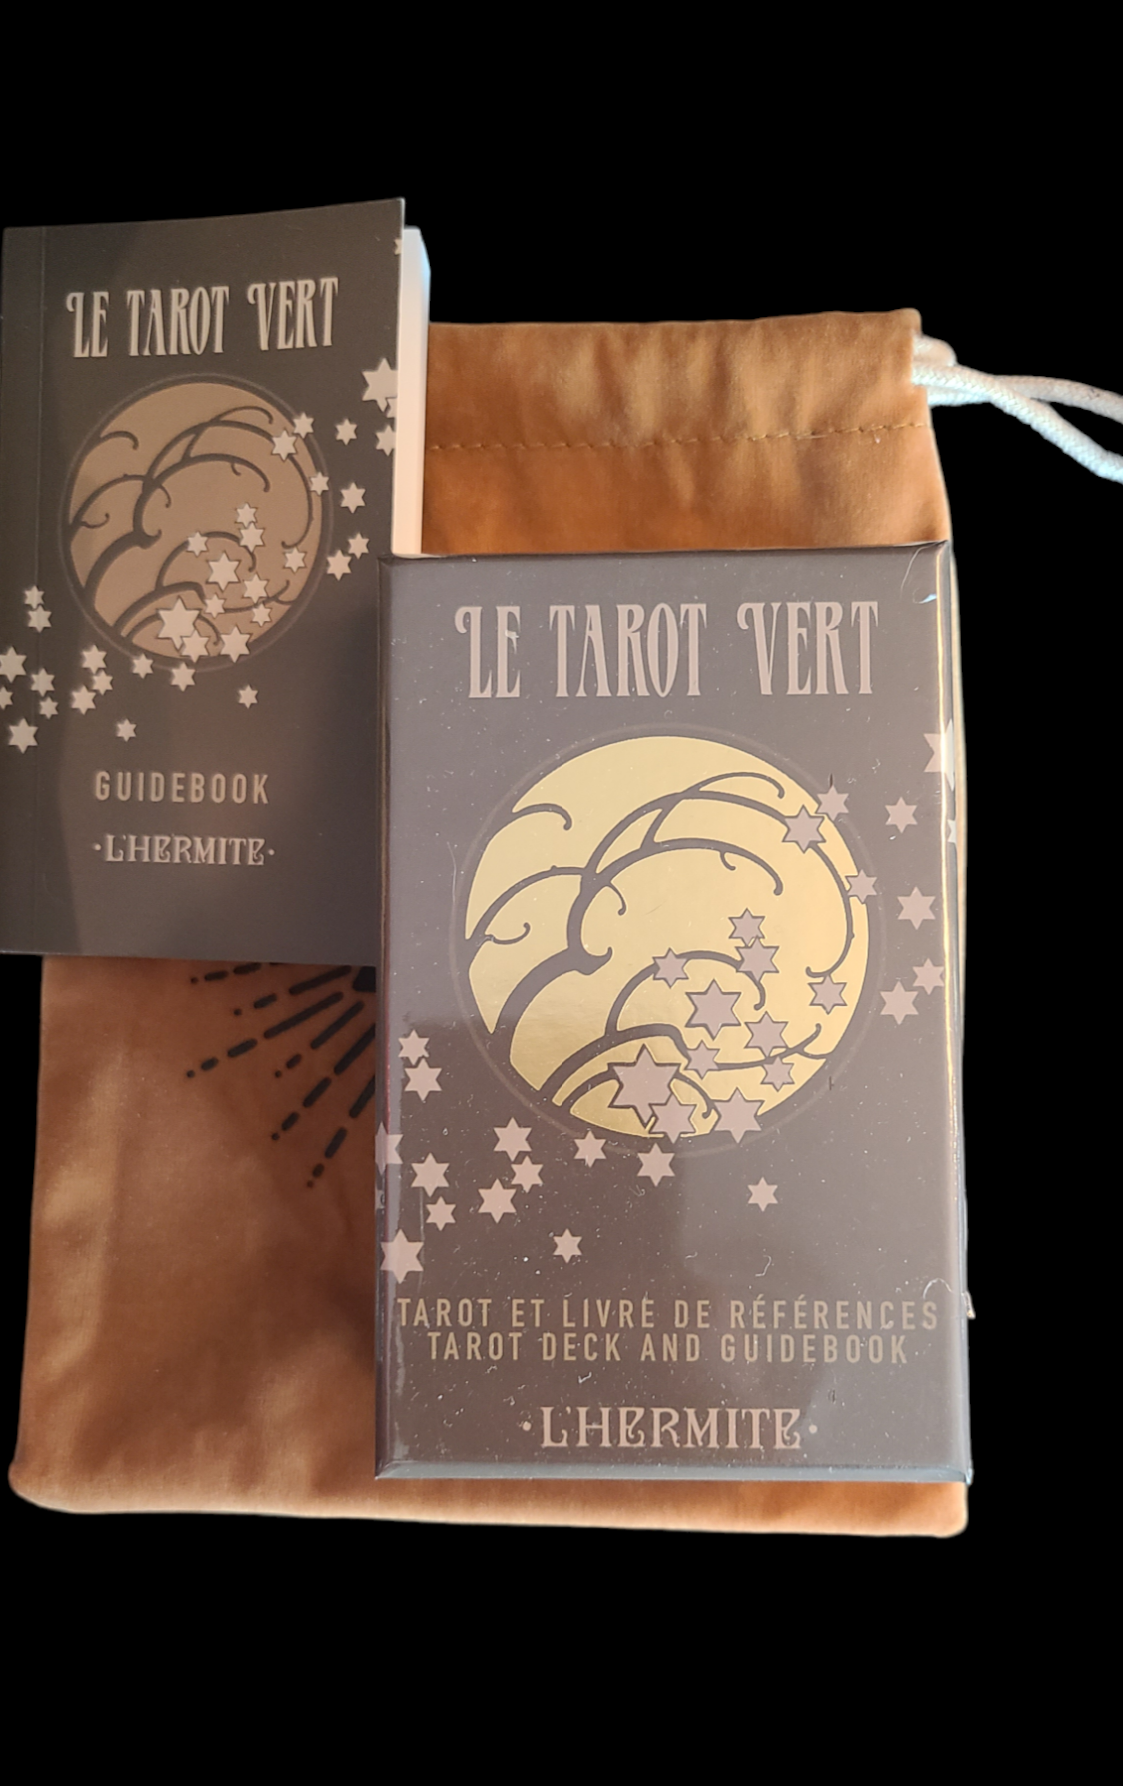 LE TAROT VERT
GUIDEBOOK
·L'HERMITE·
LE TAROT VERT
TAROT ET LIVRE DE RÉFÉRENCES
TAROT DECK AND GUIDEBOOK
·L'HERMITE·